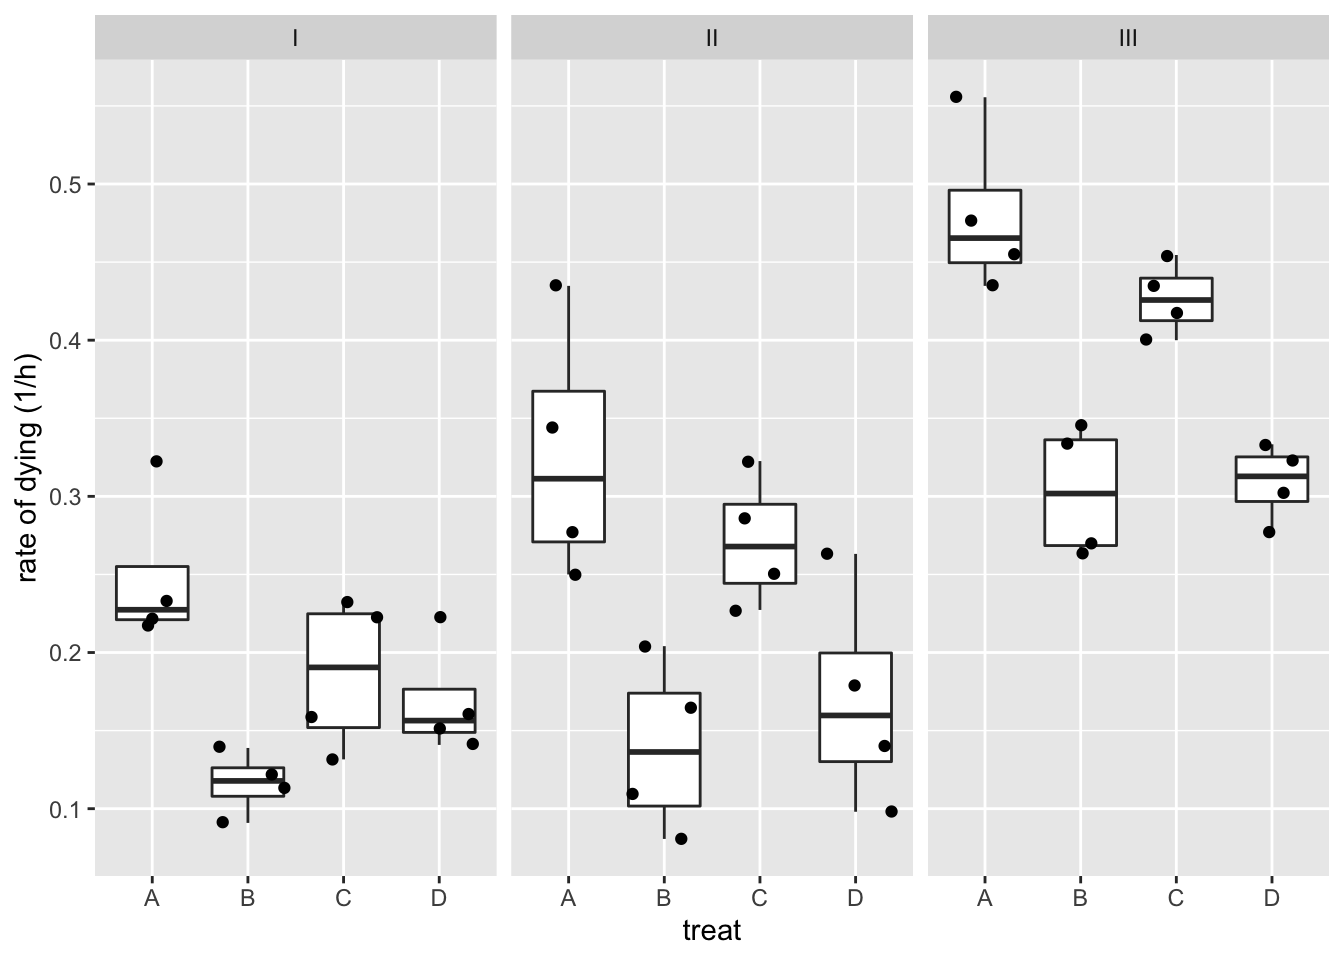 I II III
rate of dying (1/h)
0.5
0.4
0.3
0.2
0.1
A B C D A B C D A B C D
treat